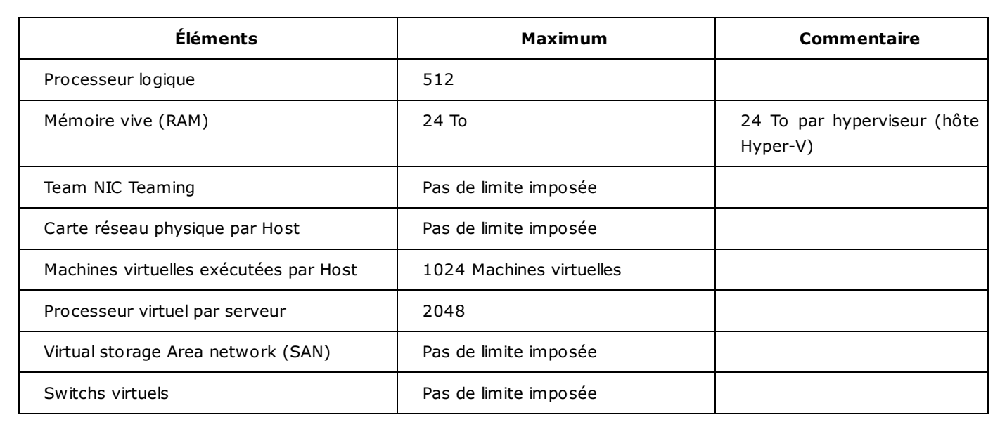 Éléments Maximum Commentaire
Processeur logique 512
Mémoire vive (RAM) 24 To 24 To par hyperviseur (hôte
Hyper-V)
Team NIC Teaming Pas de limite imposée
Carte réseau physique par Host Pas de limite imposée
Machines virtuelles exécutées par Host 1024 Machines virtuelles
Processeur virtuel par serveur 2048
Virtual storage Area network (SAN) Pas de limite imposée
Switchs virtuels Pas de limite imposée